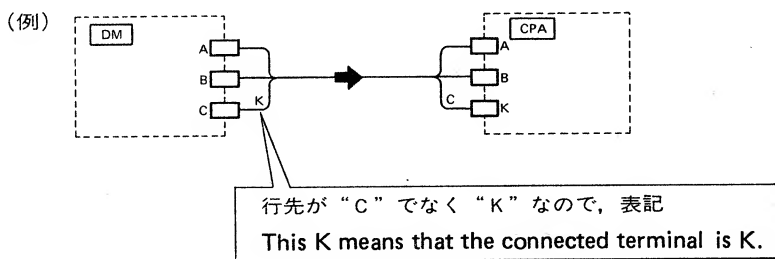 (例)
DM
CPA
A
A
B
B
C
K
C
K
行先が“C”でなく“K”なので，表記
This K means that the connected terminal is K.